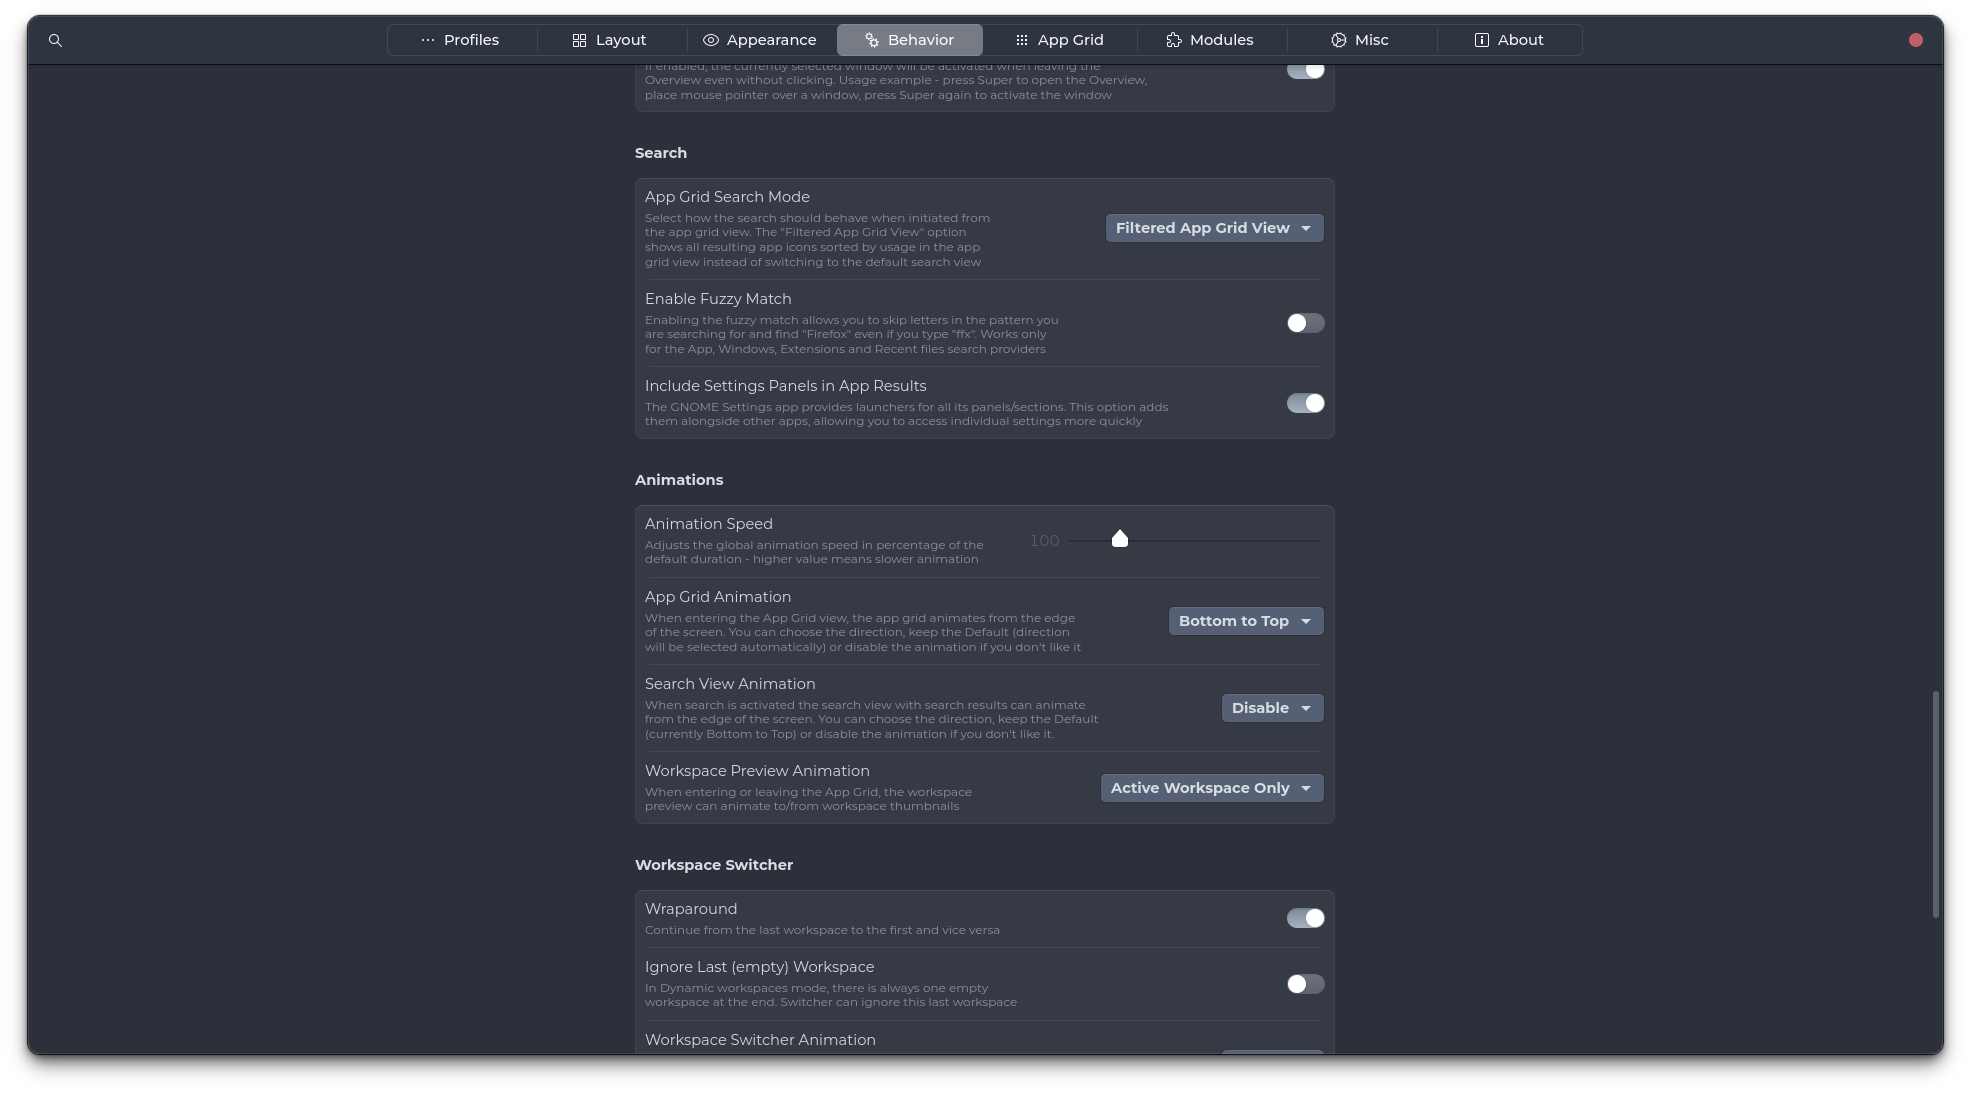 Profiles
Layout
Appearance
Behavior
App Grid
Modules
Misc
About
If enabled, the currently selected window will be activated when leaving the
Overview even without clicking. Usage example - press Super to open the Overview,
place mouse pointer over a window, press Super again to activate the window
Search
App Grid Search Mode
Select how the search should behave when initiated from
the app grid view. The "Filtered App Grid View" option
shows all resulting app icons sorted by usage in the app
grid view instead of switching to the default search view
Filtered App Grid View
Enable Fuzzy Match
Enabling the fuzzy match allows you to skip letters in the pattern you
are searching for and find "Firefox" even if you type "ffx". Works only
for the App, Windows, Extensions and Recent files search providers
Include Settings Panels in App Results
The GNOME Settings app provides launchers for all its panels/sections. This option adds
them alongside other apps, allowing you to access individual settings more quickly
Animations
Animation Speed
Adjusts the global animation speed in percentage of the
default duration - higher value means slower animation
100
App Grid Animation
When entering the App Grid view, the app grid animates from the edge
of the screen. You can choose the direction, keep the Default (direction
will be selected automatically) or disable the animation if you don't like it
Bottom to Top
Search View Animation
When search is activated the search view with search results can animate
from the edge of the screen. You can choose the direction, keep the Default
(currently Bottom to Top) or disable the animation if you don't like it.
Disable
Workspace Preview Animation
When entering or leaving the App Grid, the workspace
preview can animate to/from workspace thumbnails
Active Workspace Only
Workspace Switcher
Wraparound
Continue from the last workspace to the first and vice versa
Ignore Last (empty) Workspace
In Dynamic workspaces mode, there is always one empty
workspace at the end. Switcher can ignore this last workspace
Workspace Switcher Animation